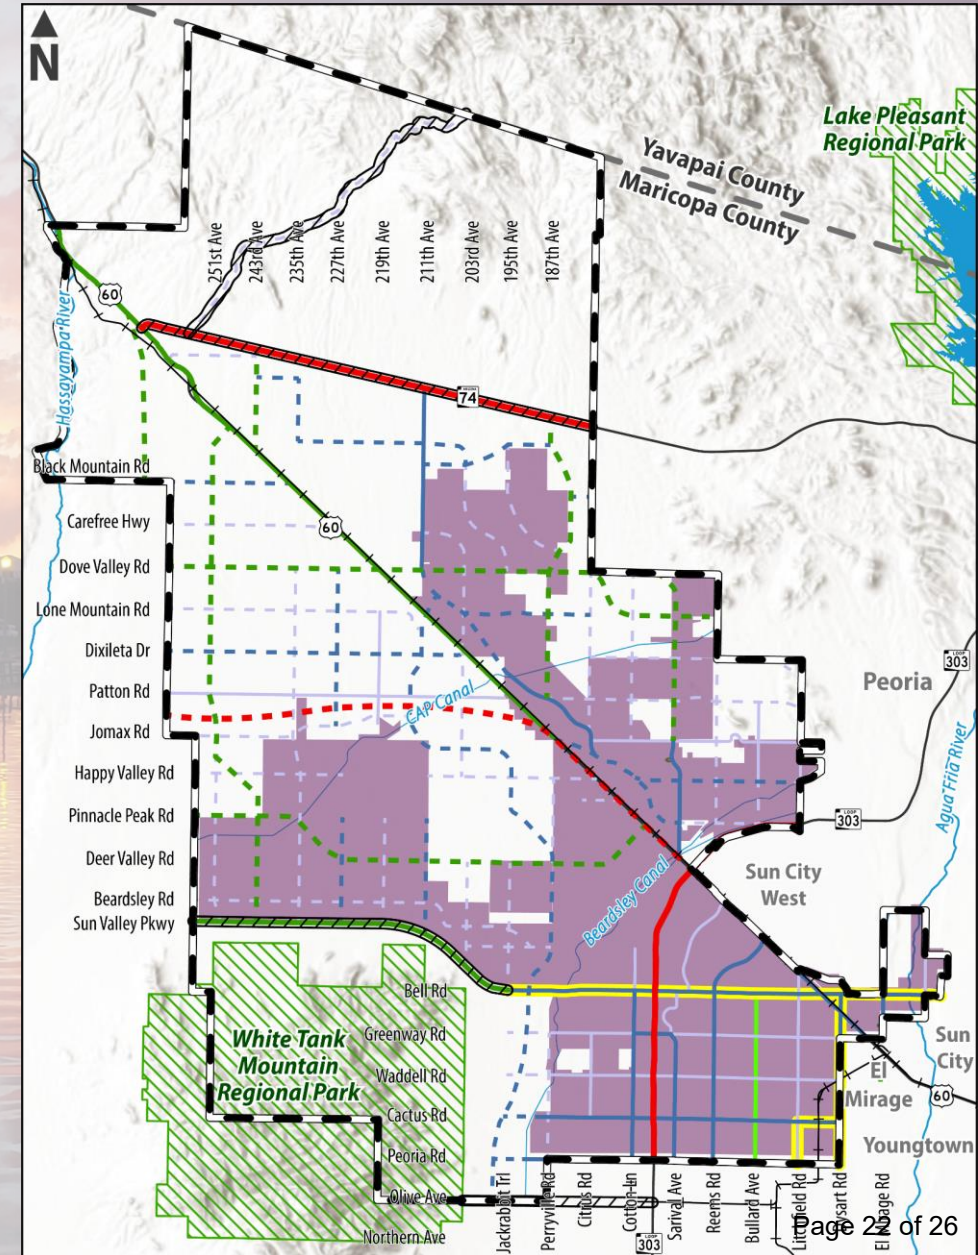 N
Lake Pleasant
Regional Park
Yavapai County
Maricopa County
251st Ave
243rd Ave
235th Ave
227th Ave
219th Ave
211th Ave
203rd Ave
195th Ave
187th Ave
60
Hassayampa River
74
Black Mountain Rd
Carefree Hwy
60
Dove Valley Rd
Lone Mountain Rd
Dixileta Dr
LOOP
303
Peoria
Patton Rd
CAP Canal
Jomax Rd
Happy Valley Rd
Agua Fria River
Pinnacle Peak Rd
LOOP
303
Deer Valley Rd
Sun City
West
Beardsley Rd
Beardsley Canal
Sun Valley Pkwy
Bell Rd
Greenway Rd
White Tank
Mountain
Regional Park
Sun
City
Waddell Rd
El
Mirage
60
Cactus Rd
Youngtown
Peoria Rd
Olive Ave
Northern Ave
Jackrabbit Trl
Perryville Rd
Citrus Rd
Cotton Ln
LOOP
303
Sarival Ave
Reems Rd
Bullard Ave
Litchfield Rd
Dysart Rd
El Mirage Rd
Page 22 of 26